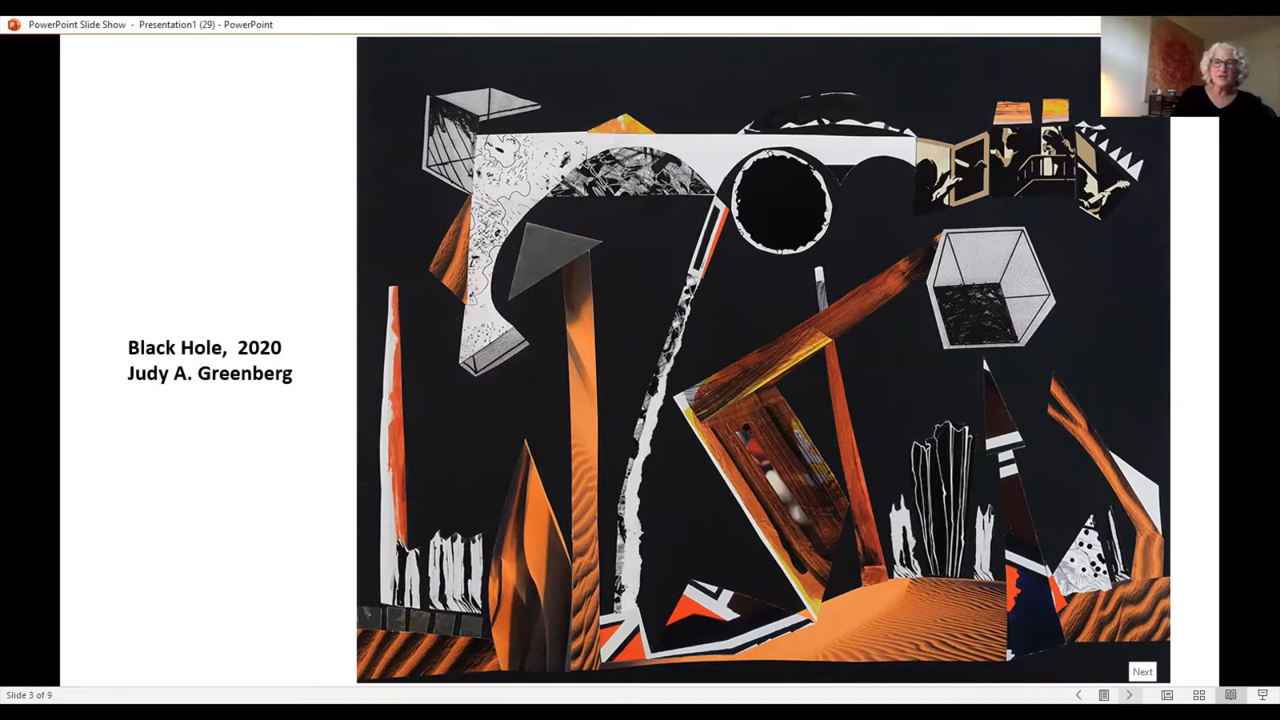 PowerPoint Slide Show - Presentation1 (29) - PowerPoint
Black Hole, 2020
Judy A. Greenberg
Next
Slide 3 of 9